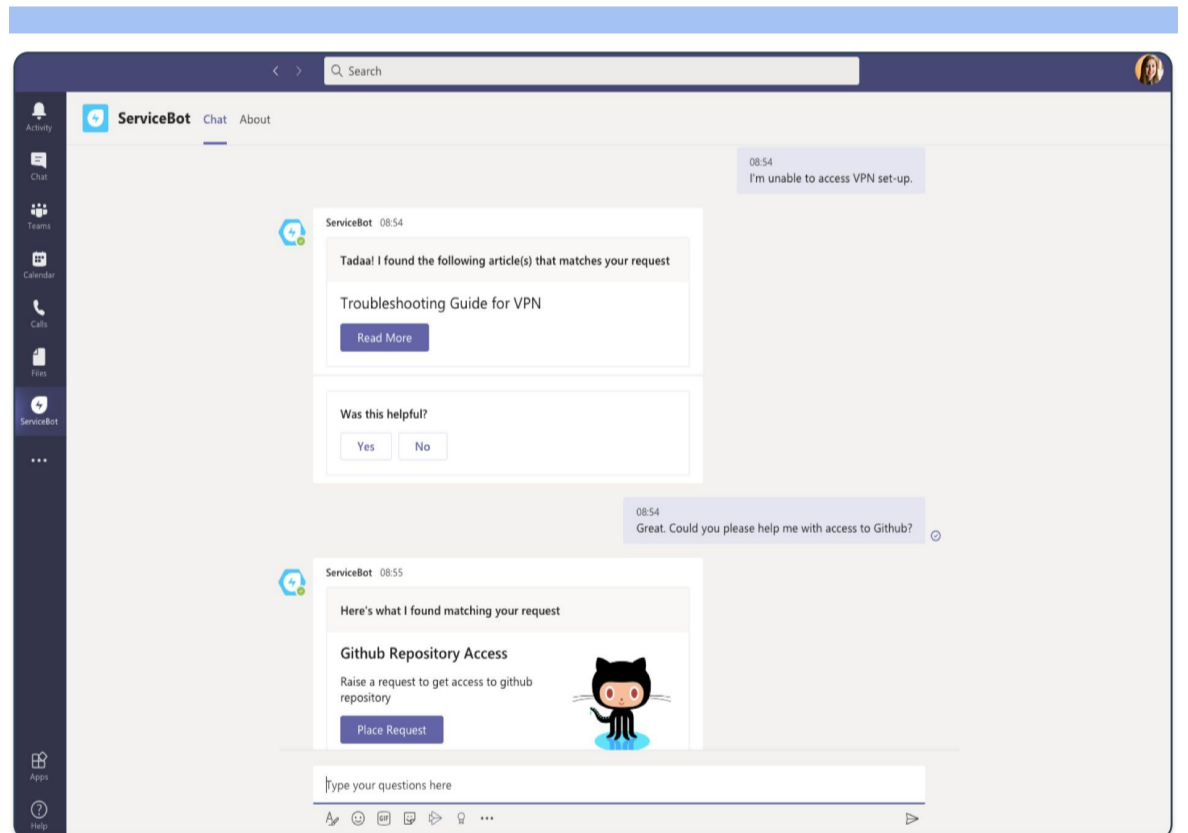 Search
Activity
Chat
Teams
Calendar
Calls
Files
ServiceBot
Apps
Help
ServiceBot Chat About
08:54
I'm unable to access VPN set-up.
ServiceBot 08:54
Tadaa! I found the following article(s) that matches your request
Troubleshooting Guide for VPN
Read More
Was this helpful?
Yes No
08:54
Great. Could you please help me with access to Github?
ServiceBot 08:55
Here's what I found matching your request
Github Repository Access
Raise a request to get access to github
repository
Place Request
Type your questions here
GIF